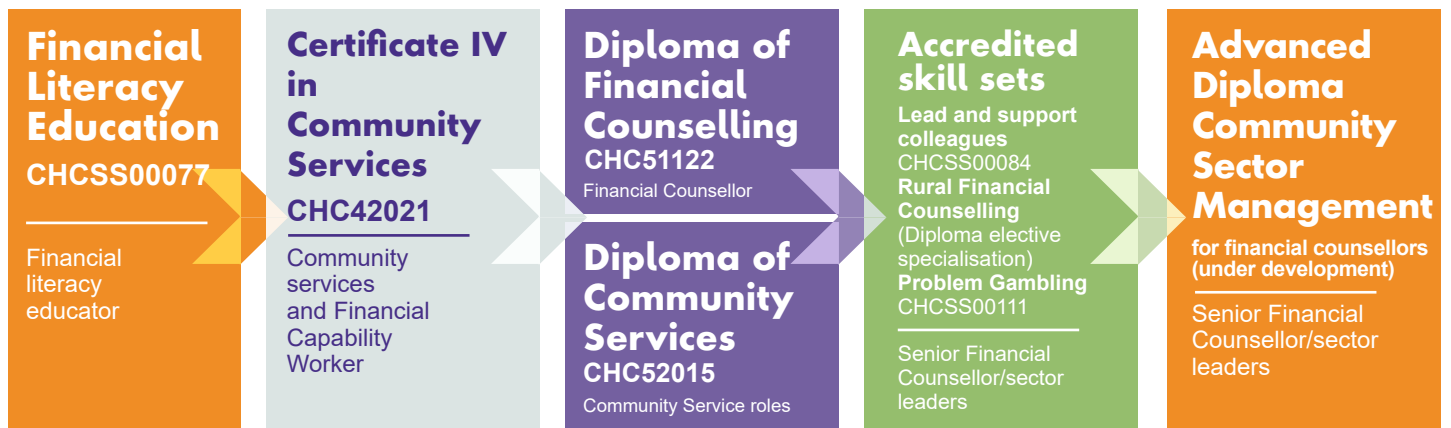 Financial
Literacy
Education
CHCSS00077
Financial
literacy
educator
Certificate IV
in
Community
Services
CHC42021
Community
services
and Financial
Capability
Worker
Diploma of
Financial
Counselling
CHC51122
Financial Counsellor
Diploma of
Community
Services
CHC52015
Community Service roles
Accredited
skill sets
Lead and support
colleagues
CHCSS00084
Rural Financial
Counselling
(Diploma elective
specialisation)
Problem Gambling
CHCSS00111
Senior Financial
Counsellor/sector
leaders
Advanced
Diploma
Community
Sector
Management
for financial counsellors
(under development)
Senior Financial
Counsellor/sector
leaders